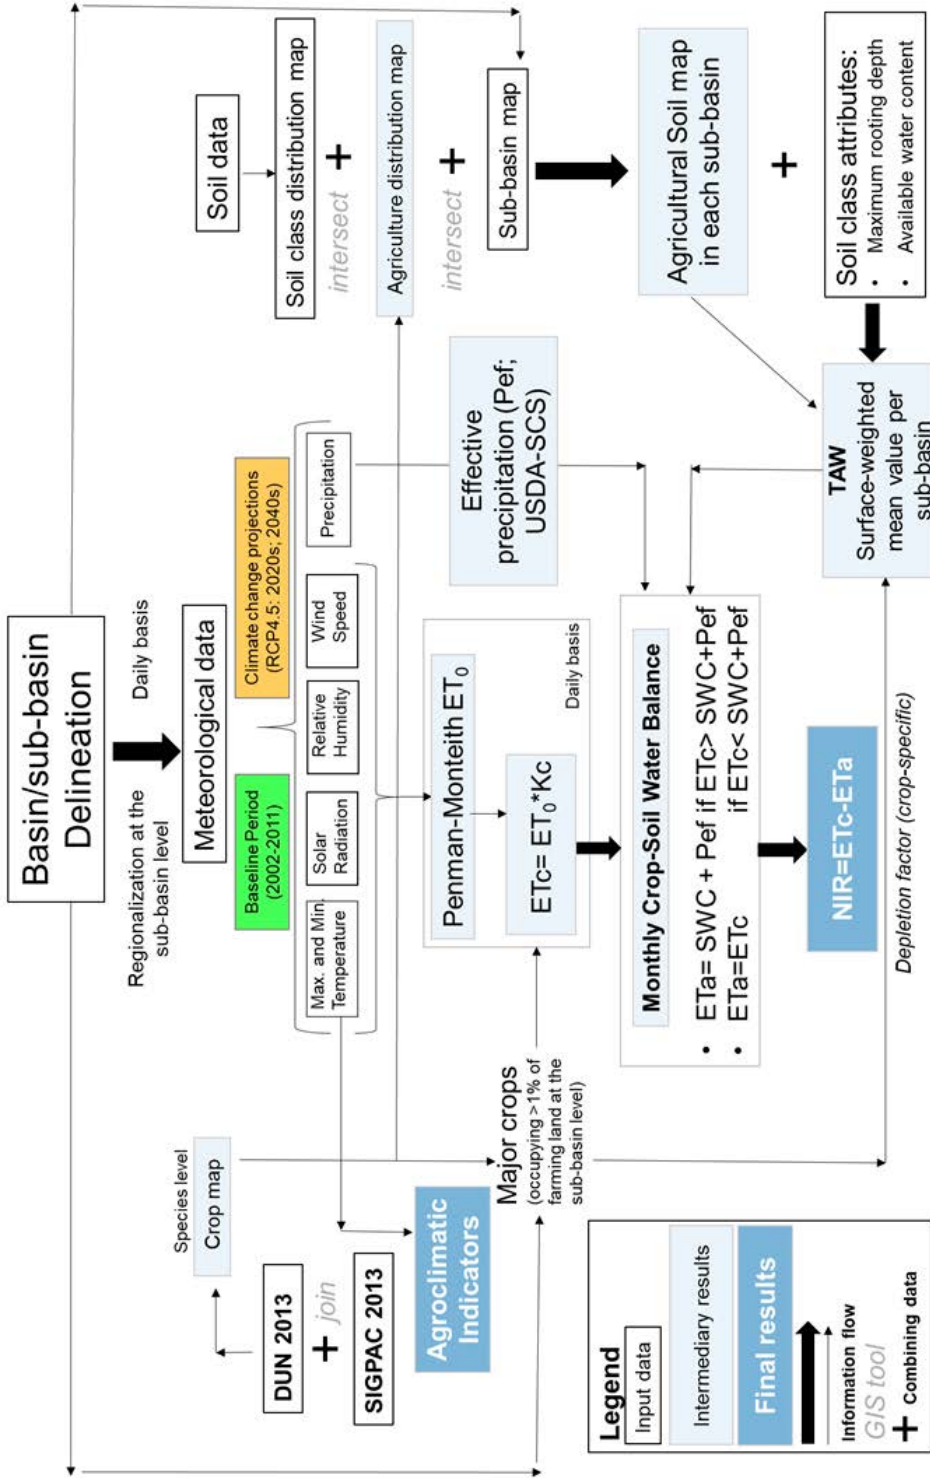 Basin/sub-basin
Delineation
Regionalization at the
sub-basin level
Daily basis
Meteorological data
Baseline Period
(2002-2011)
Climate change projections
(RCP4.5: 2020s; 2040s)
Max. and Min.
Temperature
Solar
Radiation
Relative
Humidity
Wind
Speed
Precipitation
Species level
Crop map
DUN 2013
+ join
SIGPAC 2013
Agroclimatic
Indicators
Major crops
(occupying >1% of
farming land at the
sub-basin level)
Penman-Monteith ET0
ETc= ET0*Kc
Daily basis
Effective
precipitation (Pef;
USDA-SCS)
Monthly Crop-Soil Water Balance
• ETa= SWC + Pef if ETc> SWC+Pef
• ETa=ETc if ETc< SWC+Pef
NIR=ETc-ETa
Depletion factor (crop-specific)
Soil data
Soil class distribution map
intersect +
Agriculture distribution map
intersect +
Sub-basin map
Agricultural Soil map
in each sub-basin
+
Soil class attributes:
• Maximum rooting depth
• Available water content
TAW
Surface-weighted
mean value per
sub-basin
Legend
Input data
Intermediary results
Final results
Information flow
GIS tool
+ Combining data